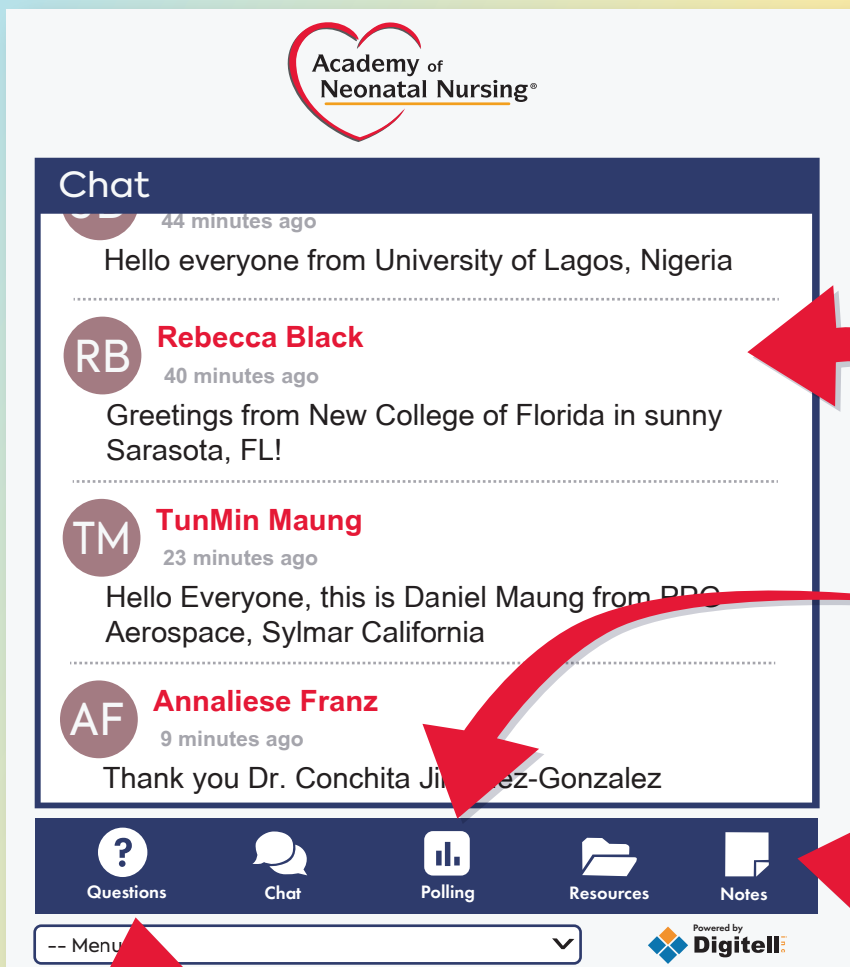 Academy of
Neonatal Nursing®
Chat
44 minutes ago
Hello everyone from University of Lagos, Nigeria
RB
Rebecca Black
40 minutes ago
Greetings from New College of Florida in sunny
Sarasota, FL!
TM
TunMin Maung
23 minutes ago
Hello Everyone, this is Daniel Maung from
Aerospace, Sylmar California
AF
Annaliese Franz
9 minutes ago
Thank you Dr. Conchita
Questions
Chat
Polling
Resources
Notes
-- Menu
Powered by
Digitell inc